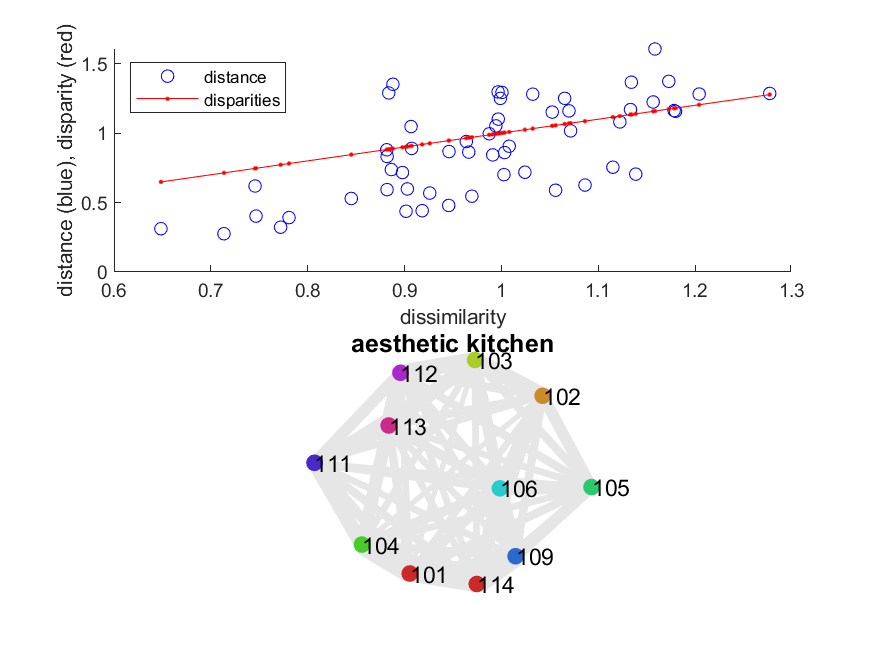 distance (blue), disparity (red)
1.5
1
0.5
0
distance
disparities
0.6 0.7 0.8 0.9 1 1.1 1.2 1.3
dissimilarity
aesthetic kitchen
103
112
102
113
111
106
105
104
109
101
114